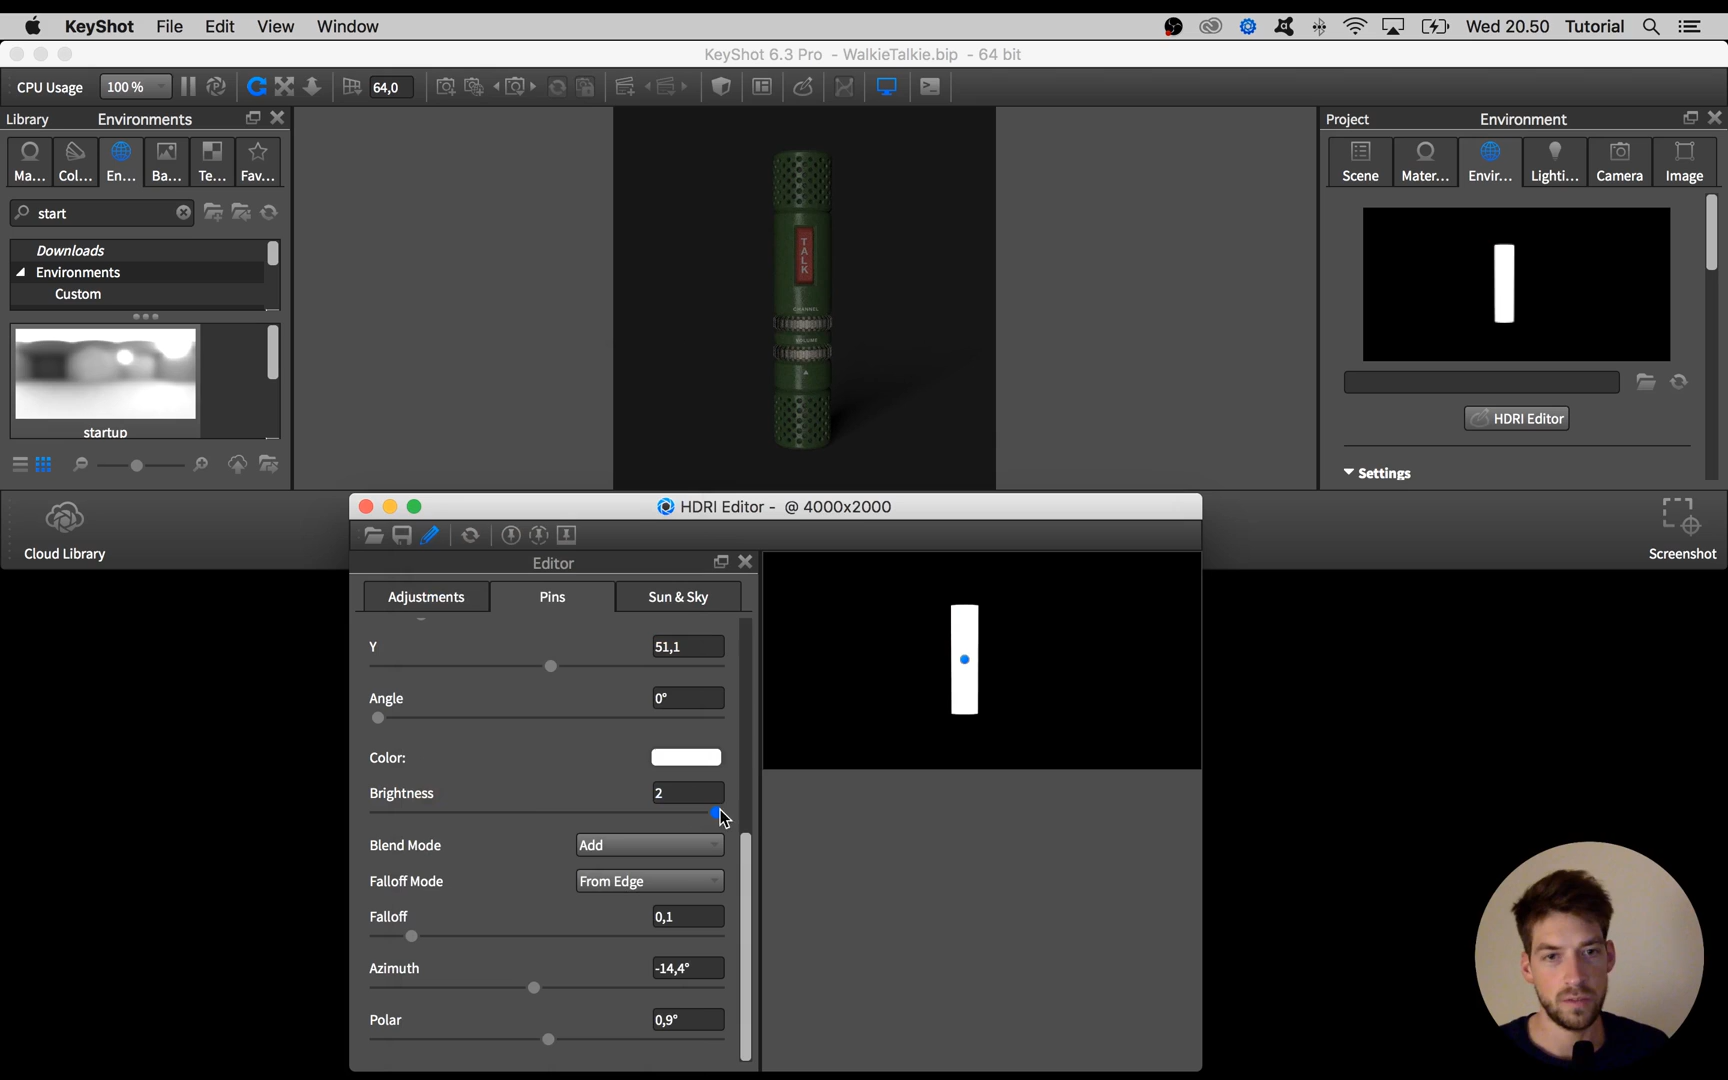 KeyShot File Edit View Window Wed 20.50 Tutorial
KeyShot 6.3 Pro - WalkieTalkie.bip - 64 bit
CPU Usage 100 % 64,0
Library Environments
Project Environment
Ma... Col... En... Ba... Te... Fav...
Scene Mater... Envir... Lighti... Camera Image
start
Downloads
Environments
Custom
startup
TALK
CHANNEL
VOLUME
HDRI Editor
Settings
Cloud Library
Screenshot
HDRI Editor - @ 4000x2000
Editor
Adjustments Pins Sun & Sky
Y 51,1
Angle 0°
Color:
Brightness 2
Blend Mode Add
Falloff Mode From Edge
Falloff 0,1
Azimuth -14,4°
Polar 0,9°